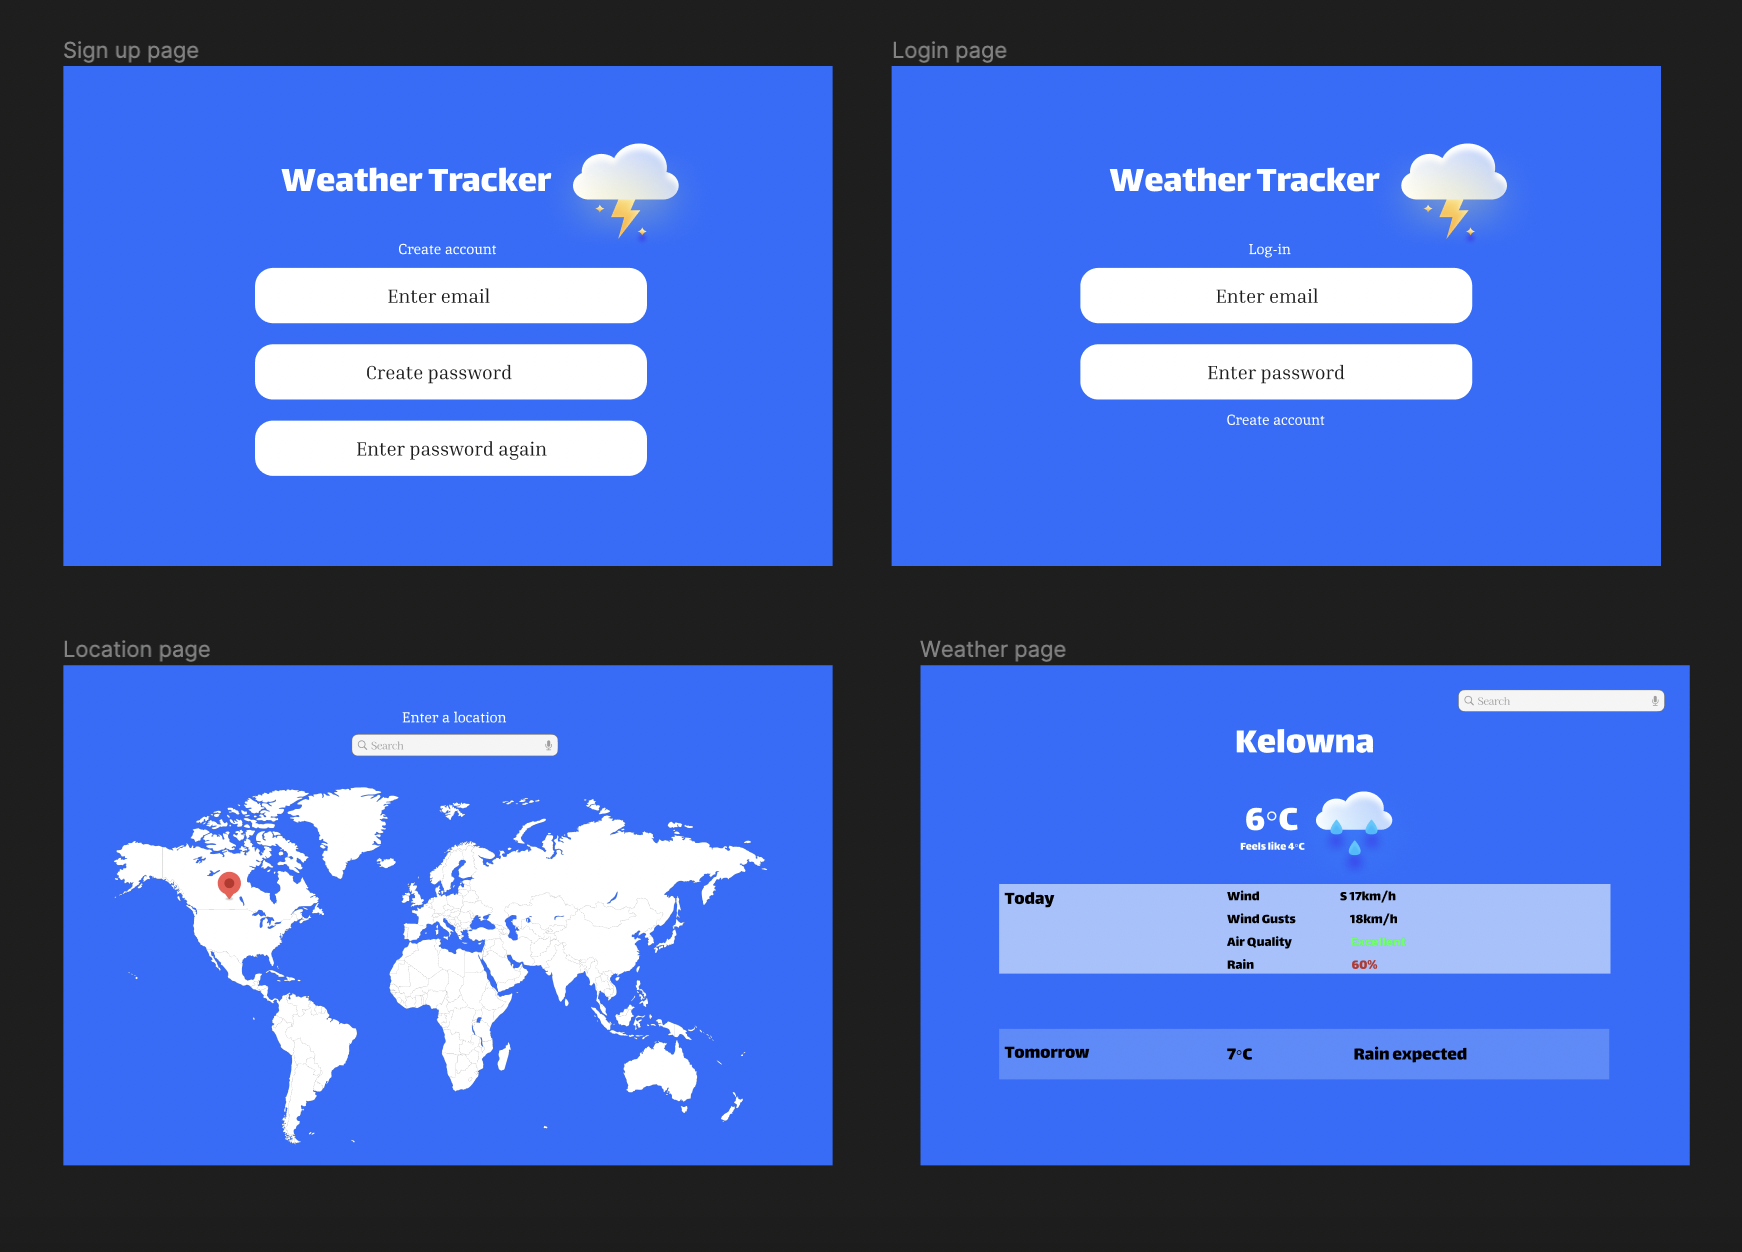 Sign up page
Weather Tracker
Create account
Enter email
Create password
Enter password again
Login page
Weather Tracker
Log-in
Enter email
Enter password
Create account
Location page
Enter a location
Search
Weather page
Search
Kelowna
6°C
Feels like 4°C
Today
Wind S 17km/h
Wind Gusts 18km/h
Air Quality Excellent
Rain 60%
Tomorrow 7°C Rain expected